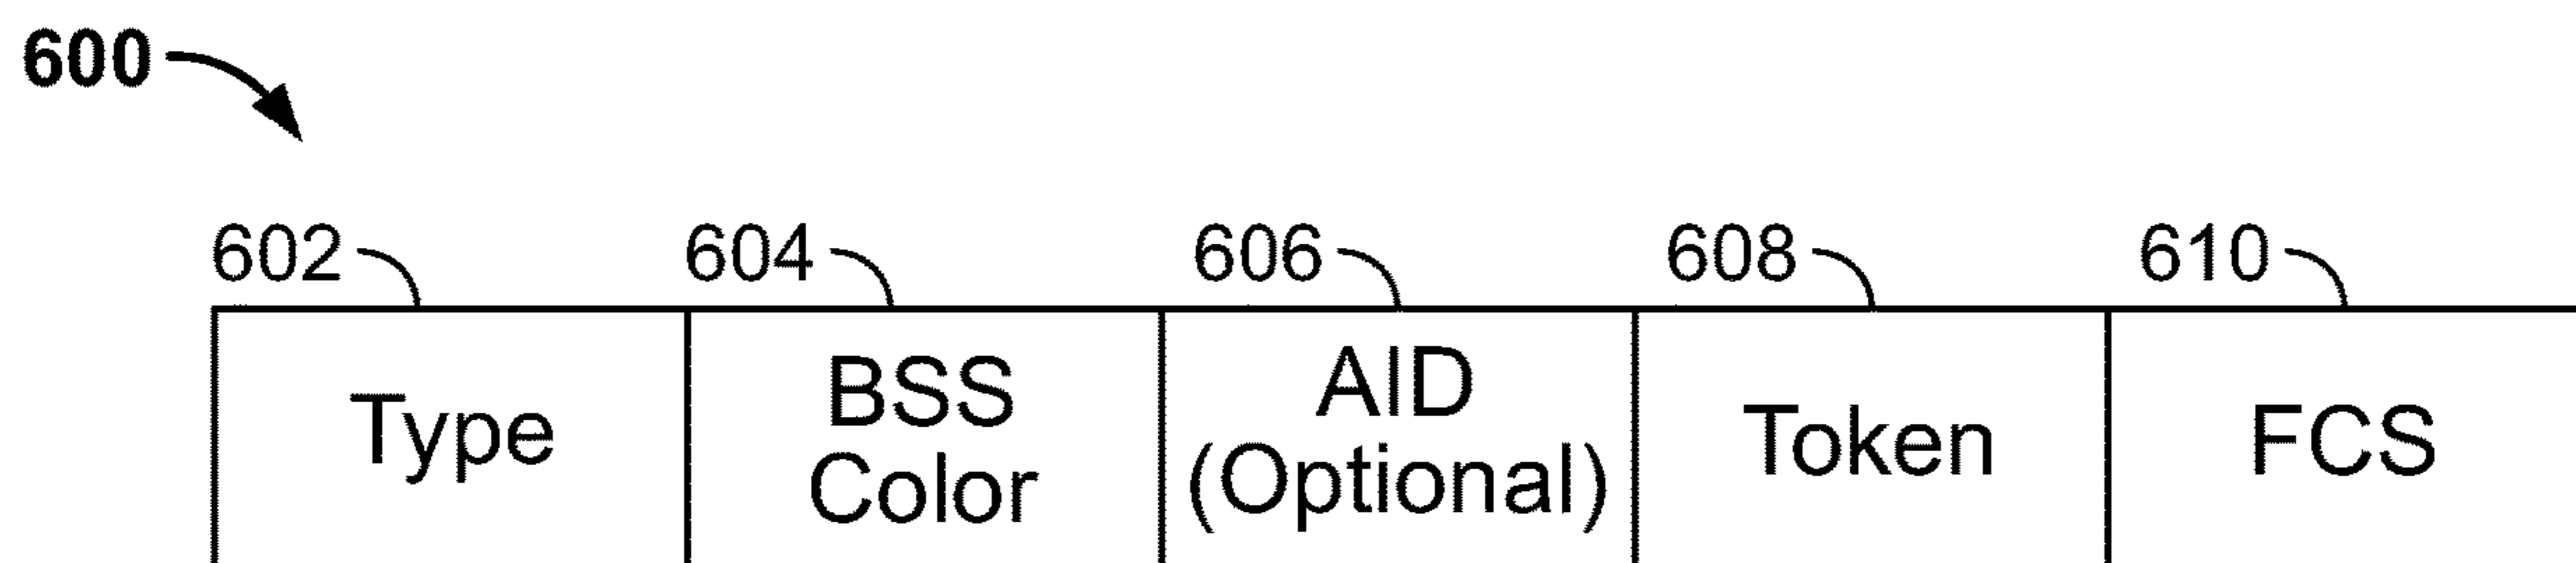 600
602 604 606 608 610
Type
BSS
Color
AID
(Optional)
Token
FCS